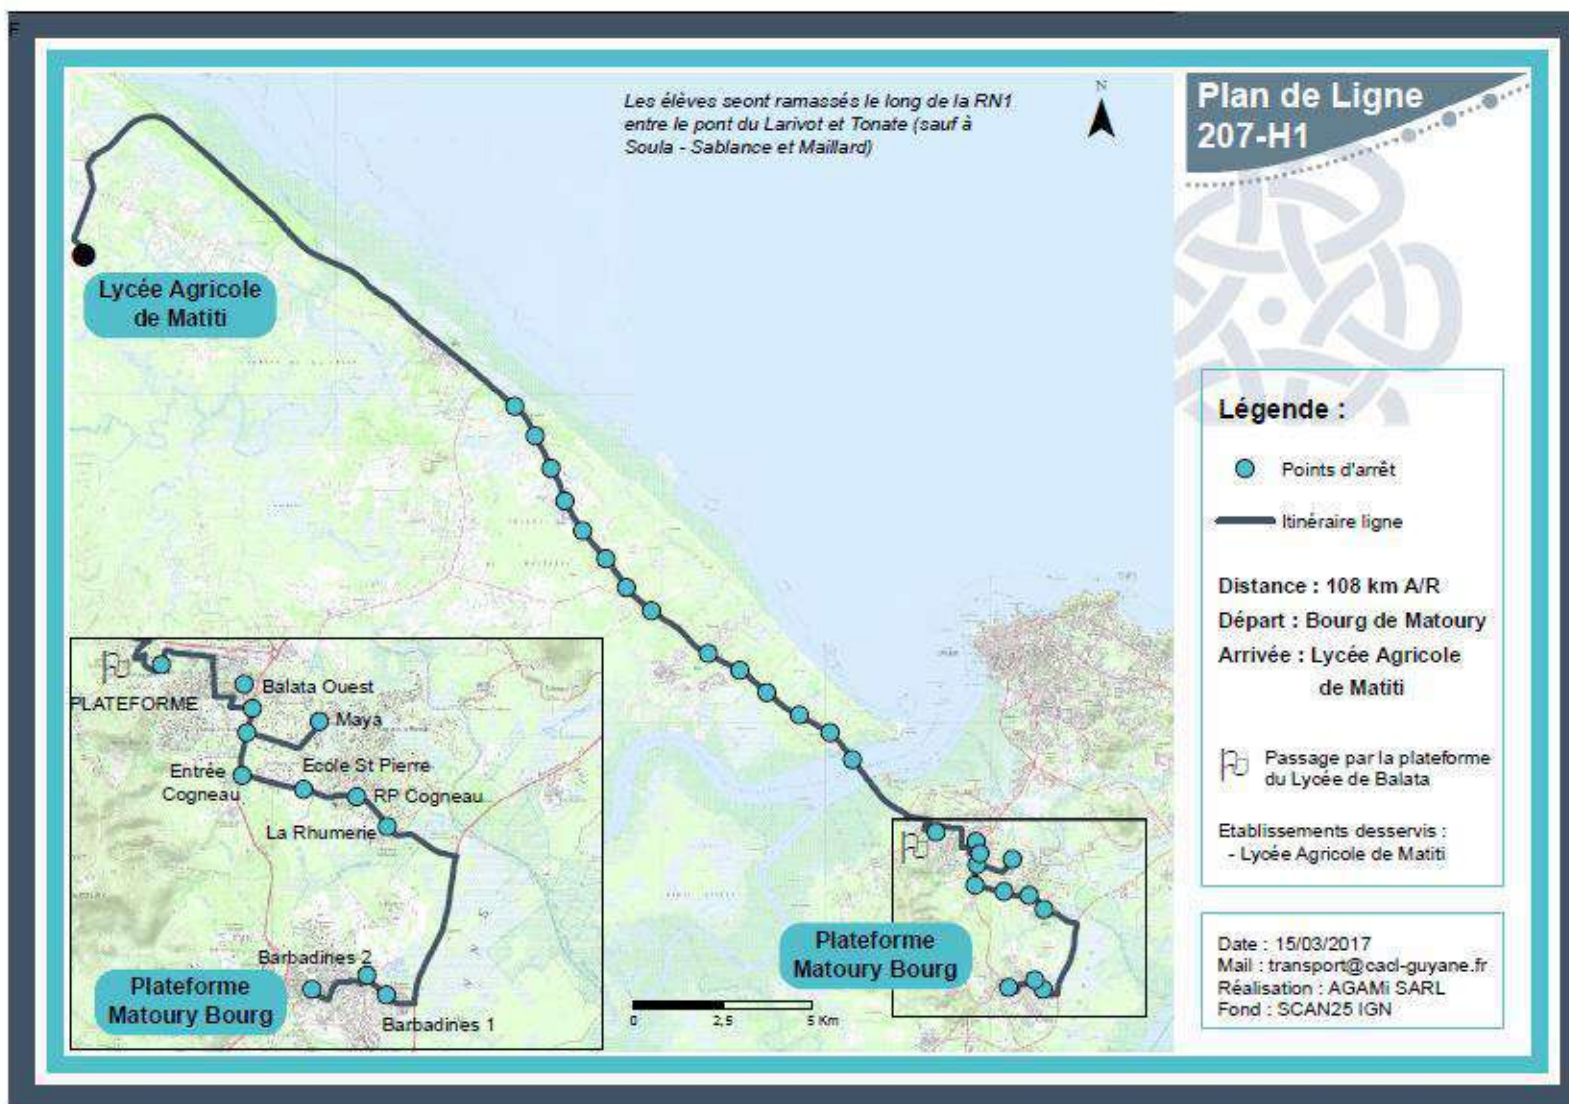 F
Les élèves seont ramassés le long de la RN1
entre le pont du Larivot et Tonate (sauf à
Soula - Sablance et Maillard)
N
Plan de Ligne
207-H1
Lycée Agricole
de Matiti
Légende :
Points d'arrêt
Itinéraire ligne
Distance : 108 km A/R
Départ : Bourg de Matoury
Arrivée : Lycée Agricole
de Matiti
Passage par la plateforme
du Lycée de Balata
Etablissements desservis :
- Lycée Agricole de Matiti
Date : 15/03/2017
Mail : transport@cacl-guyane.fr
Réalisation : AGAMi SARL
Fond : SCAN25 IGN
PLATEFORME
Balata Ouest
Maya
Entrée
Cogneau
Ecole St Pierre
RP Cogneau
La Rhumerie
Barbadines 2
Plateforme
Matoury Bourg
Barbadines 1
Plateforme
Matoury Bourg
0 2,5 5 Km